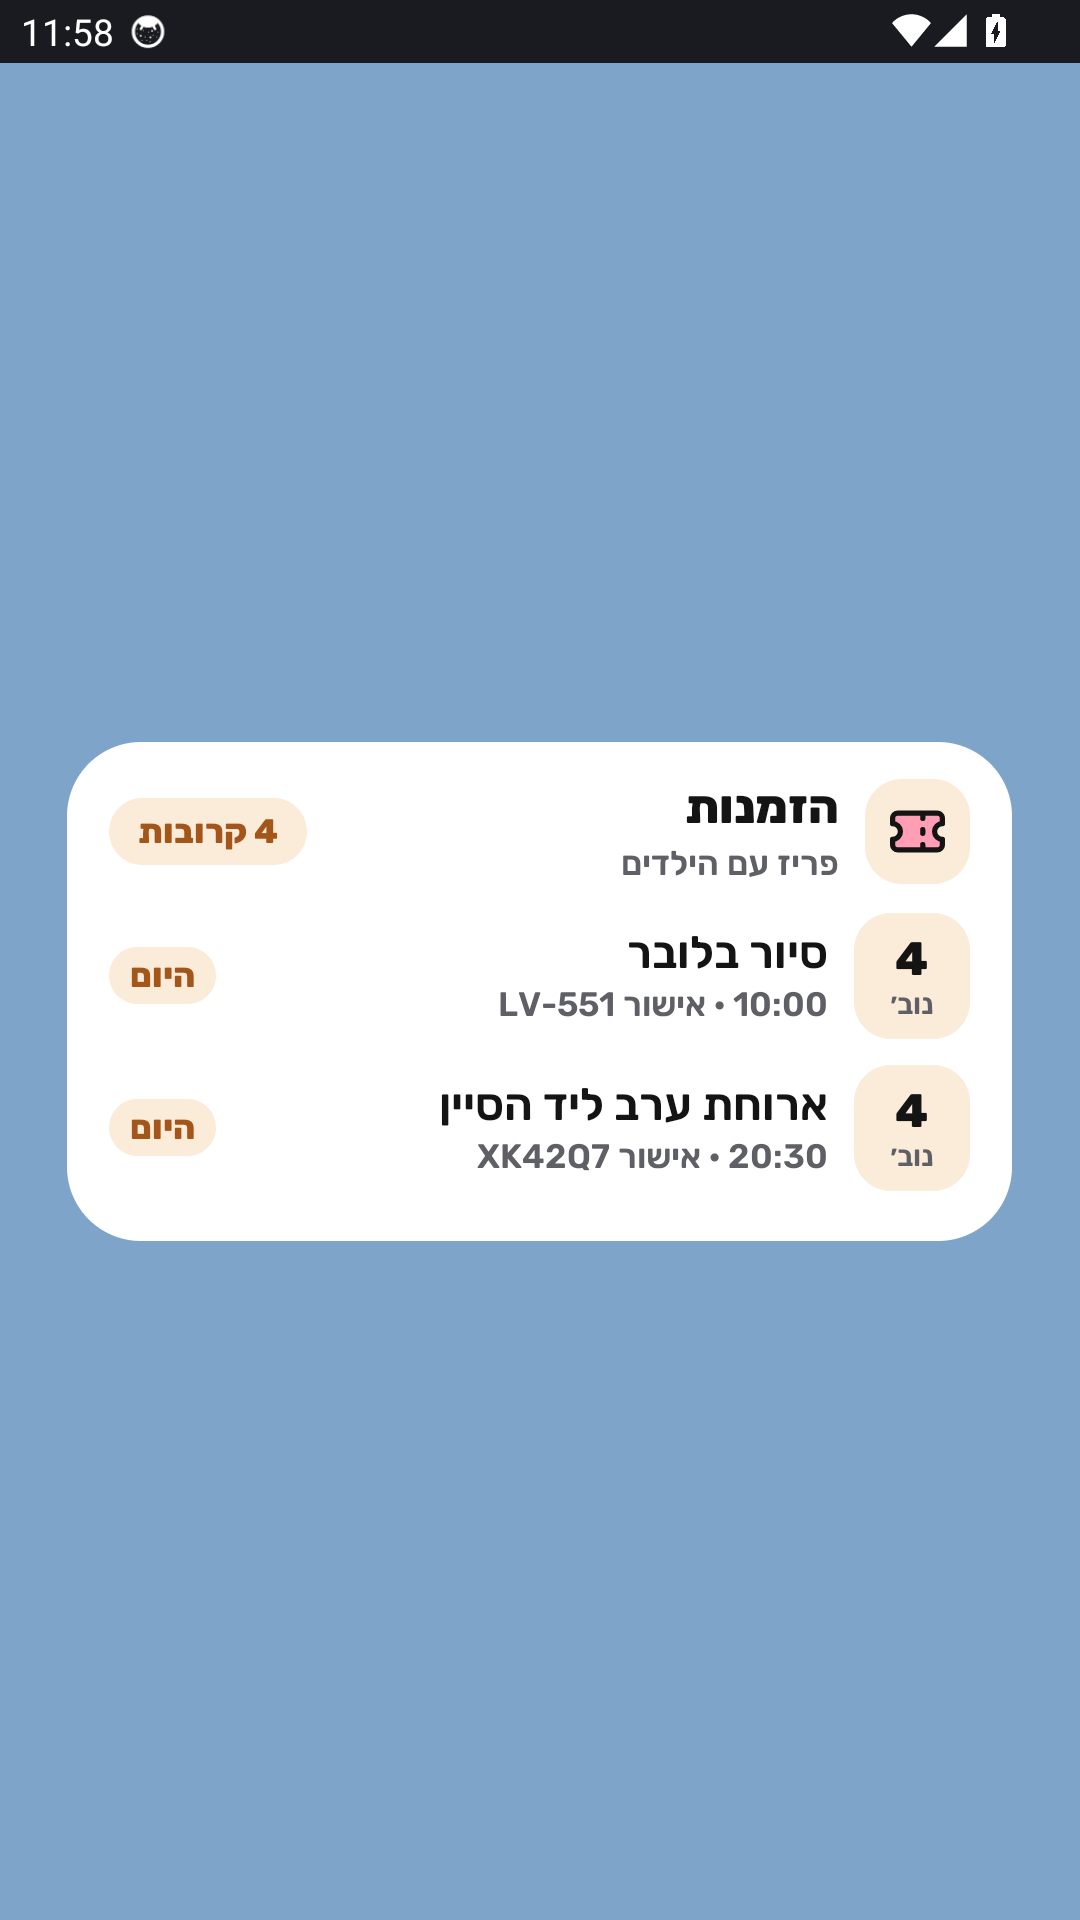 11:58
הזמנות
פריז עם הילדים
4 קרובות
4
נוב׳
סיור בלובר
10:00 • אישור LV-551
היום
4
נוב׳
ארוחת ערב ליד הסיין
20:30 • אישור XK42Q7
היום